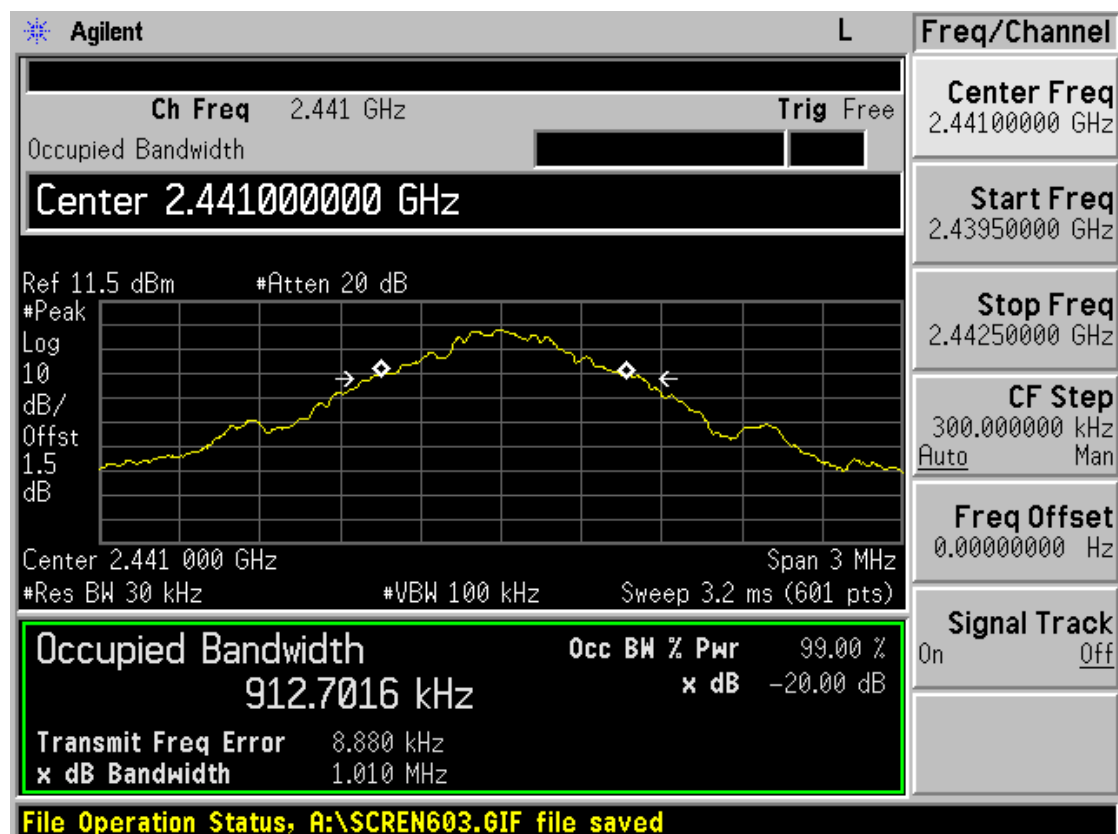 Agilent L
Ch Freq 2.441 GHz Trig Free
Occupied Bandwidth
Center 2.441000000 GHz
Ref 11.5 dBm #Atten 20 dB
#Peak
Log
10
dB/
Offst
1.5
dB
Center 2.441 000 GHz Span 3 MHz
#Res BW 30 kHz #VBW 100 kHz Sweep 3.2 ms (601 pts)
Occupied Bandwidth
912.7016 kHz
Occ BW % Pwr 99.00 %
x dB -20.00 dB
Transmit Freq Error 8.880 kHz
x dB Bandwidth 1.010 MHz
File Operation Status, A:\SCREN603.GIF file saved
Freq/Channel
Center Freq
2.44100000 GHz
Start Freq
2.43950000 GHz
Stop Freq
2.44250000 GHz
CF Step
300.000000 kHz
Auto Man
Freq Offset
0.00000000 Hz
Signal Track
On Off